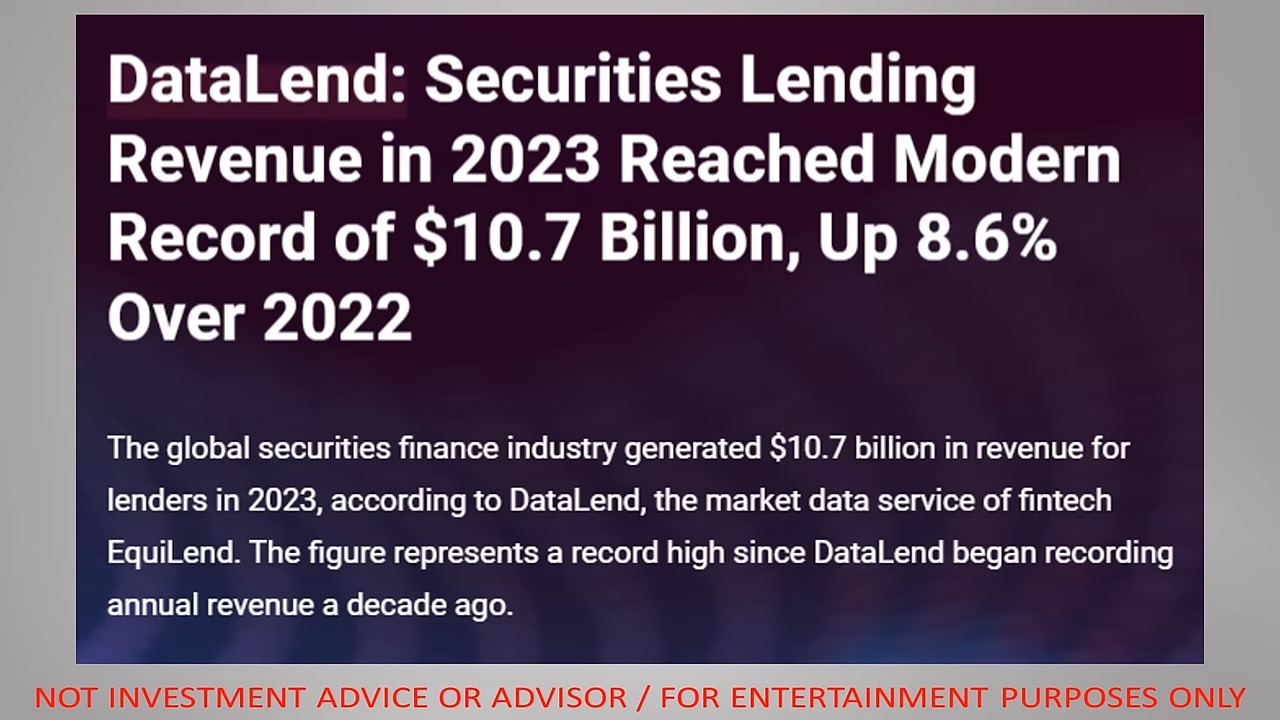 DataLend: Securities Lending
Revenue in 2023 Reached Modern
Record of $10.7 Billion, Up 8.6%
Over 2022
The global securities finance industry generated $10.7 billion in revenue for
lenders in 2023, according to DataLend, the market data service of fintech
EquiLend. The figure represents a record high since DataLend began recording
annual revenue a decade ago.
NOT INVESTMENT ADVICE OR ADVISOR / FOR ENTERTAINMENT PURPOSES ONLY